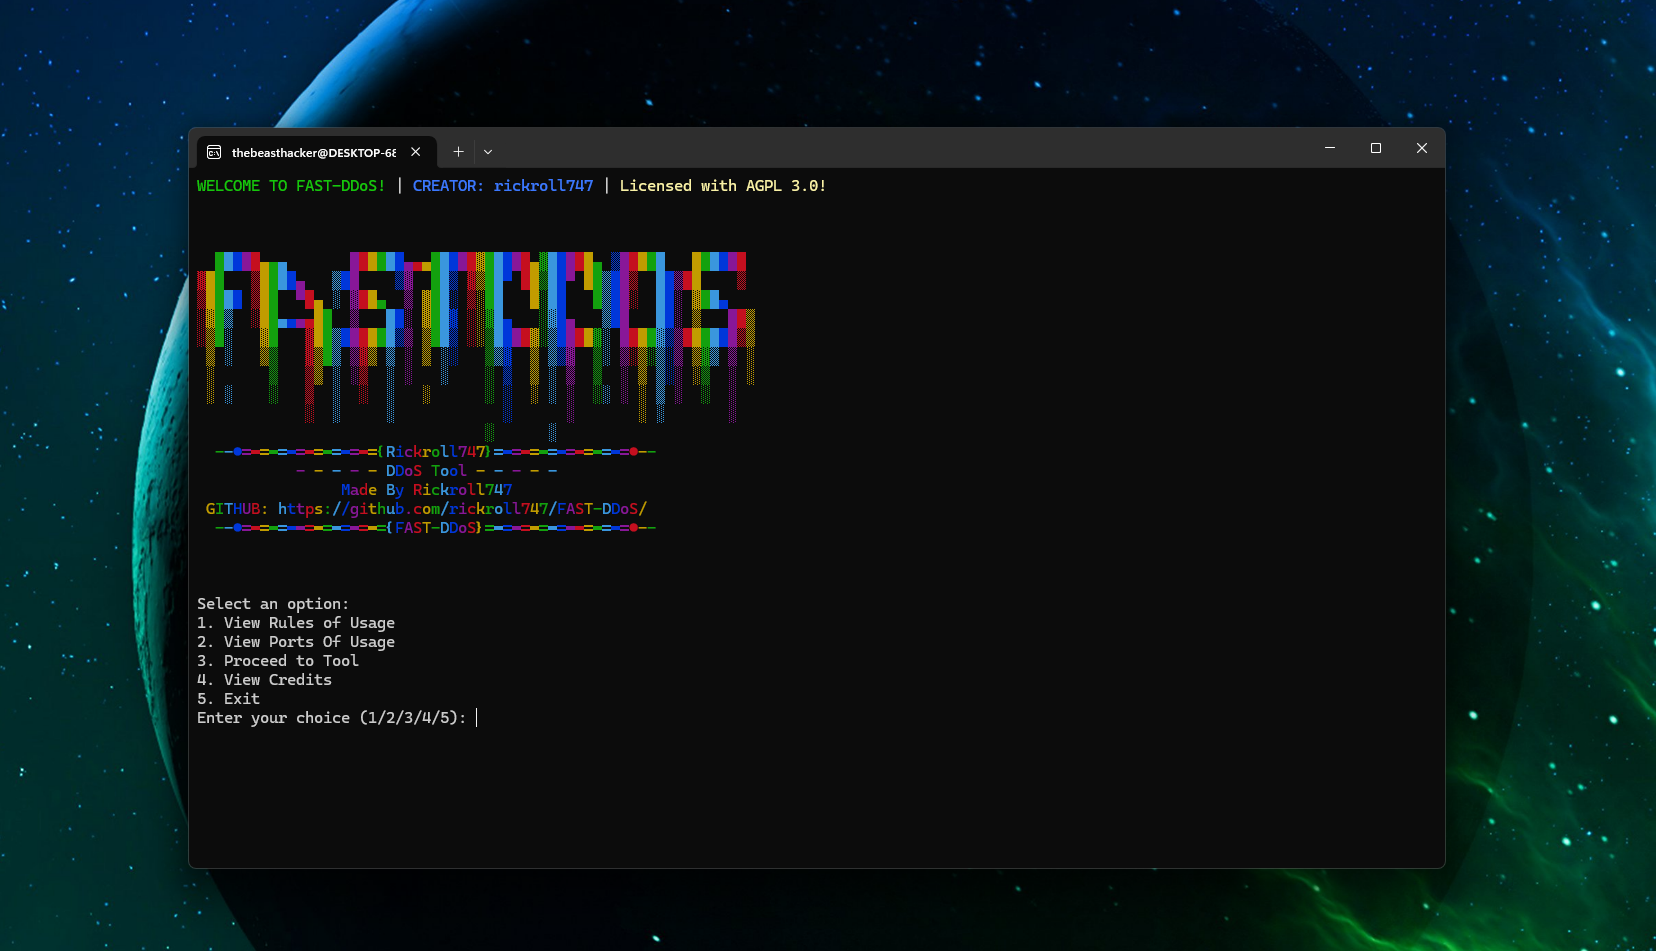 thebeasthacker@DESKTOP-68
WELCOME TO FAST-DDoS! | CREATOR: rickroll747 | Licensed with AGPL 3.0!
FAST-DDOS
--●=================={Rickroll747}===============●--
- - - - - DDoS Tool - - - - -
Made By Rickroll747
GITHUB: https://github.com/rickroll747/FAST-DDoS/
--●==================={FAST-DDoS}================●--
Select an option:
1. View Rules of Usage
2. View Ports Of Usage
3. Proceed to Tool
4. View Credits
5. Exit
Enter your choice (1/2/3/4/5):